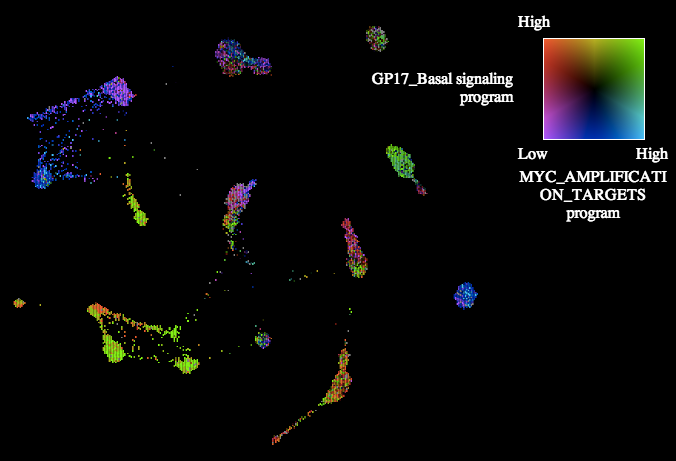 High
GP17_Basal signaling
program
Low
High
MYC_AMPLIFICATI
ON_TARGETS
program